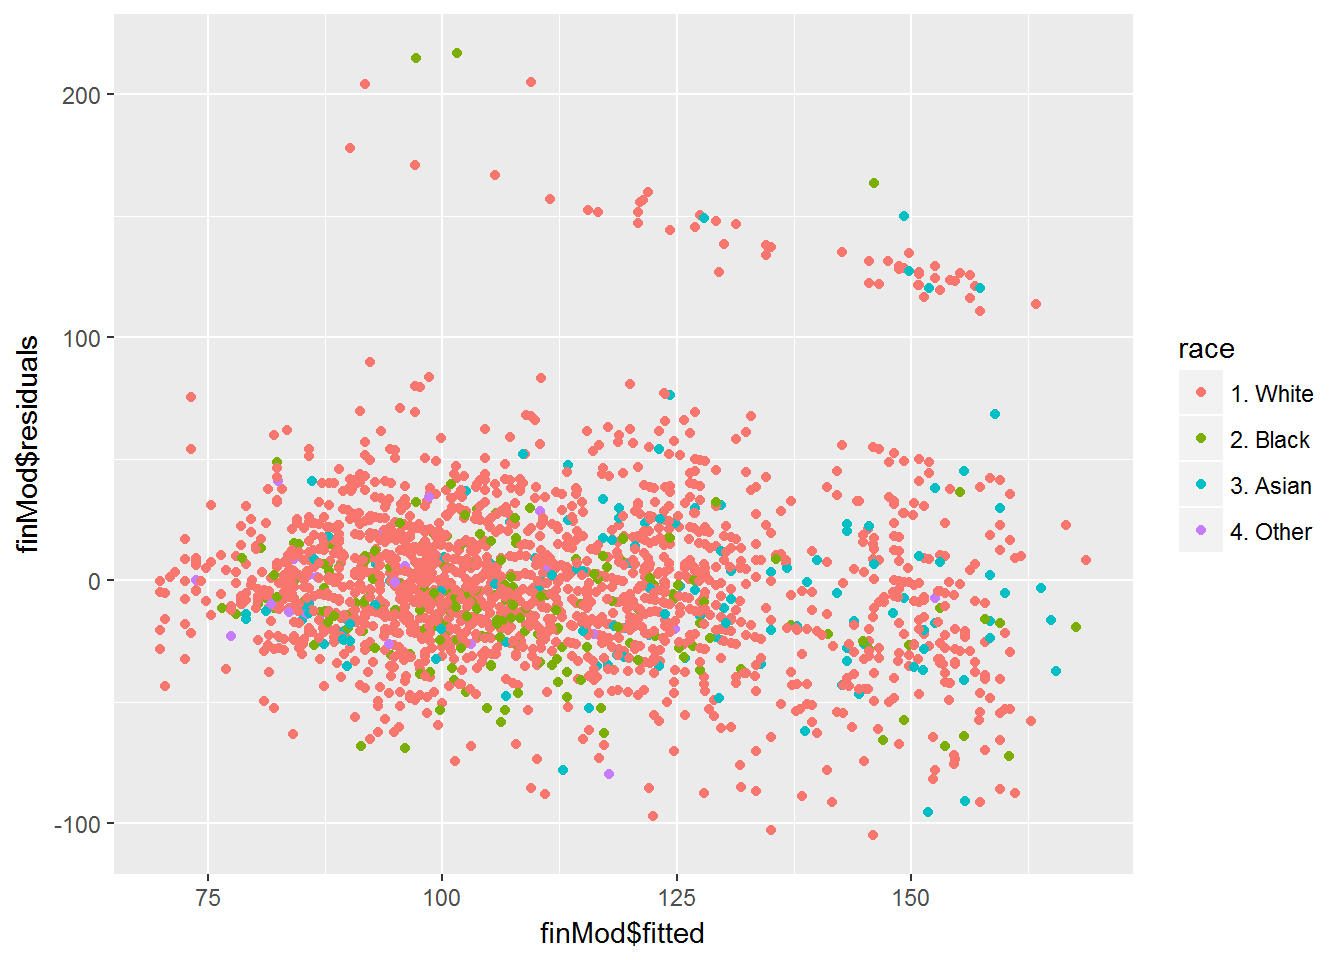 200
100
0
-100
finMod$residuals
75
100
125
150
finMod$fitted
race
1. White
2. Black
3. Asian
4. Other